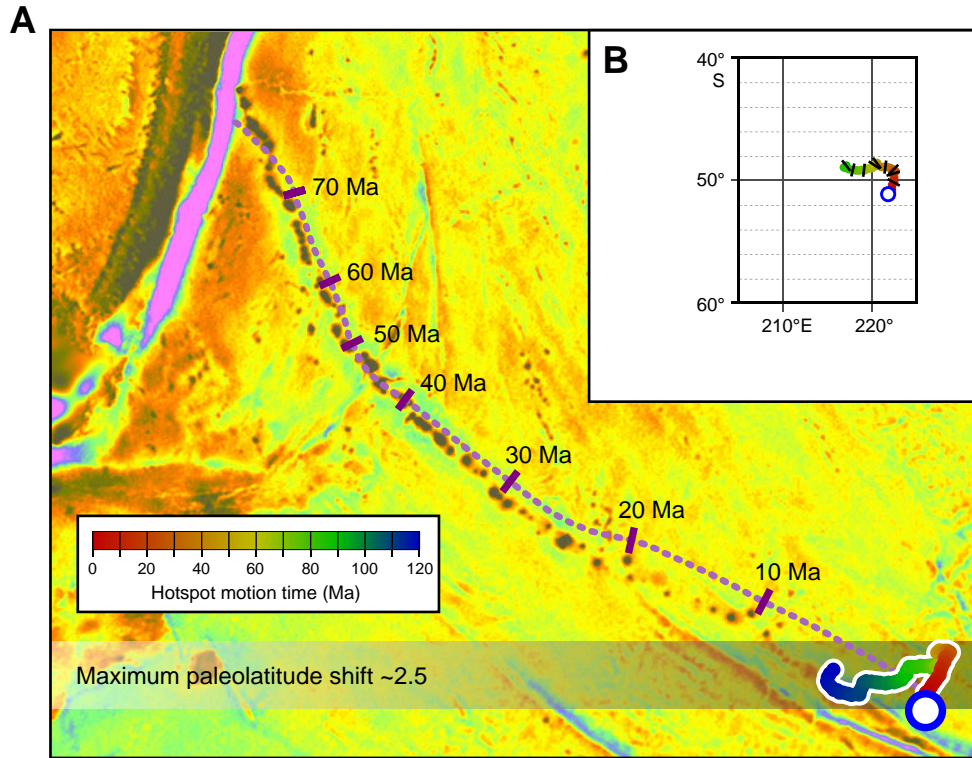 A
B
40°
S
50°
60°
210°E
220°
70 Ma
60 Ma
50 Ma
40 Ma
30 Ma
20 Ma
10 Ma
0 20 40 60 80 100 120
Hotspot motion time (Ma)
Maximum paleolatitude shift ~2.5